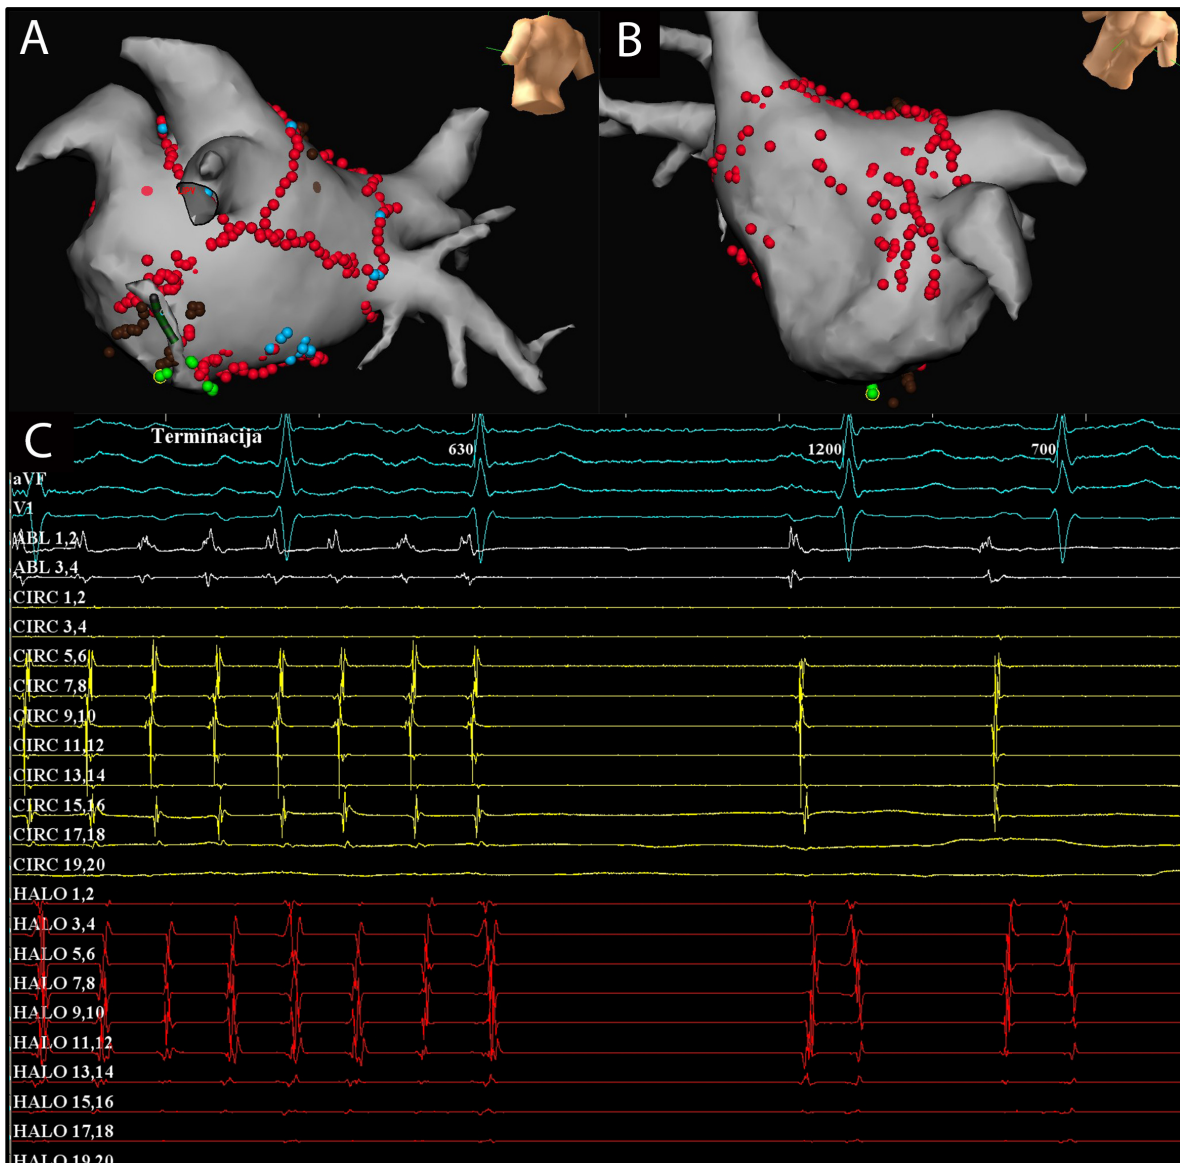 A
B
C
Terminacija
630
1200
700
aVF
V1
ABL 1,2
ABL 3,4
CIRC 1,2
CIRC 3,4
CIRC 5,6
CIRC 7,8
CIRC 9,10
CIRC 11,12
CIRC 13,14
CIRC 15,16
CIRC 17,18
CIRC 19,20
HALO 1,2
HALO 3,4
HALO 5,6
HALO 7,8
HALO 9,10
HALO 11,12
HALO 13,14
HALO 15,16
HALO 17,18
HALO 19,20